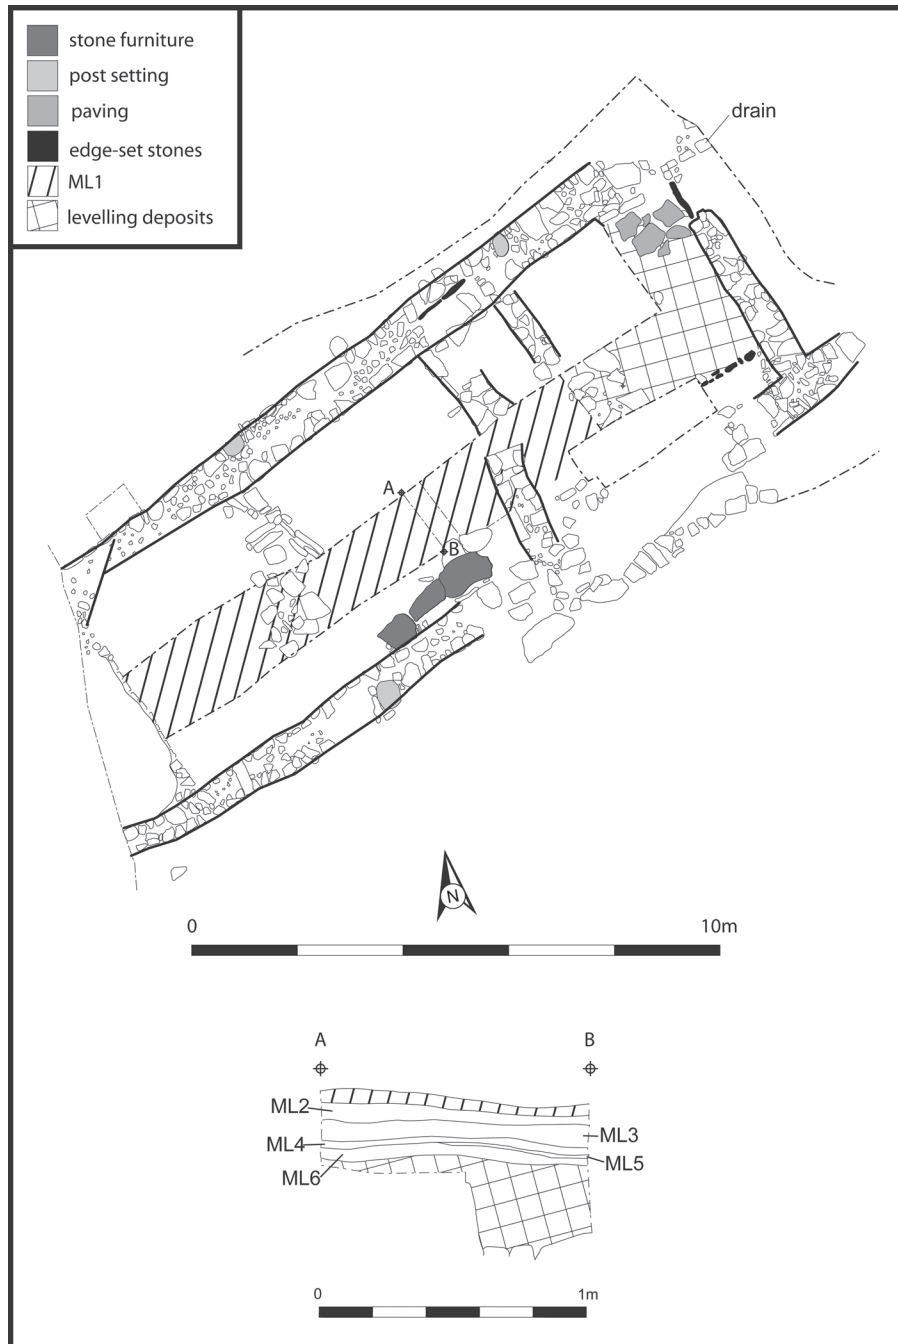 stone furniture
post setting
paving
edge-set stones
ML1
levelling deposits
drain
A
B
N
0 10m
A B
ML2
ML3
ML4
ML5
ML6
0 1m